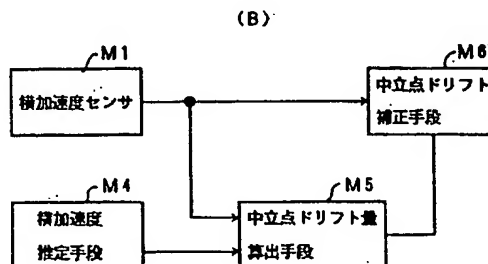 (B)
M1
横加速度センサ
M6
中立点ドリフト
補正手段
M4
横加速度
推定手段
M5
中立点ドリフト量
算出手段